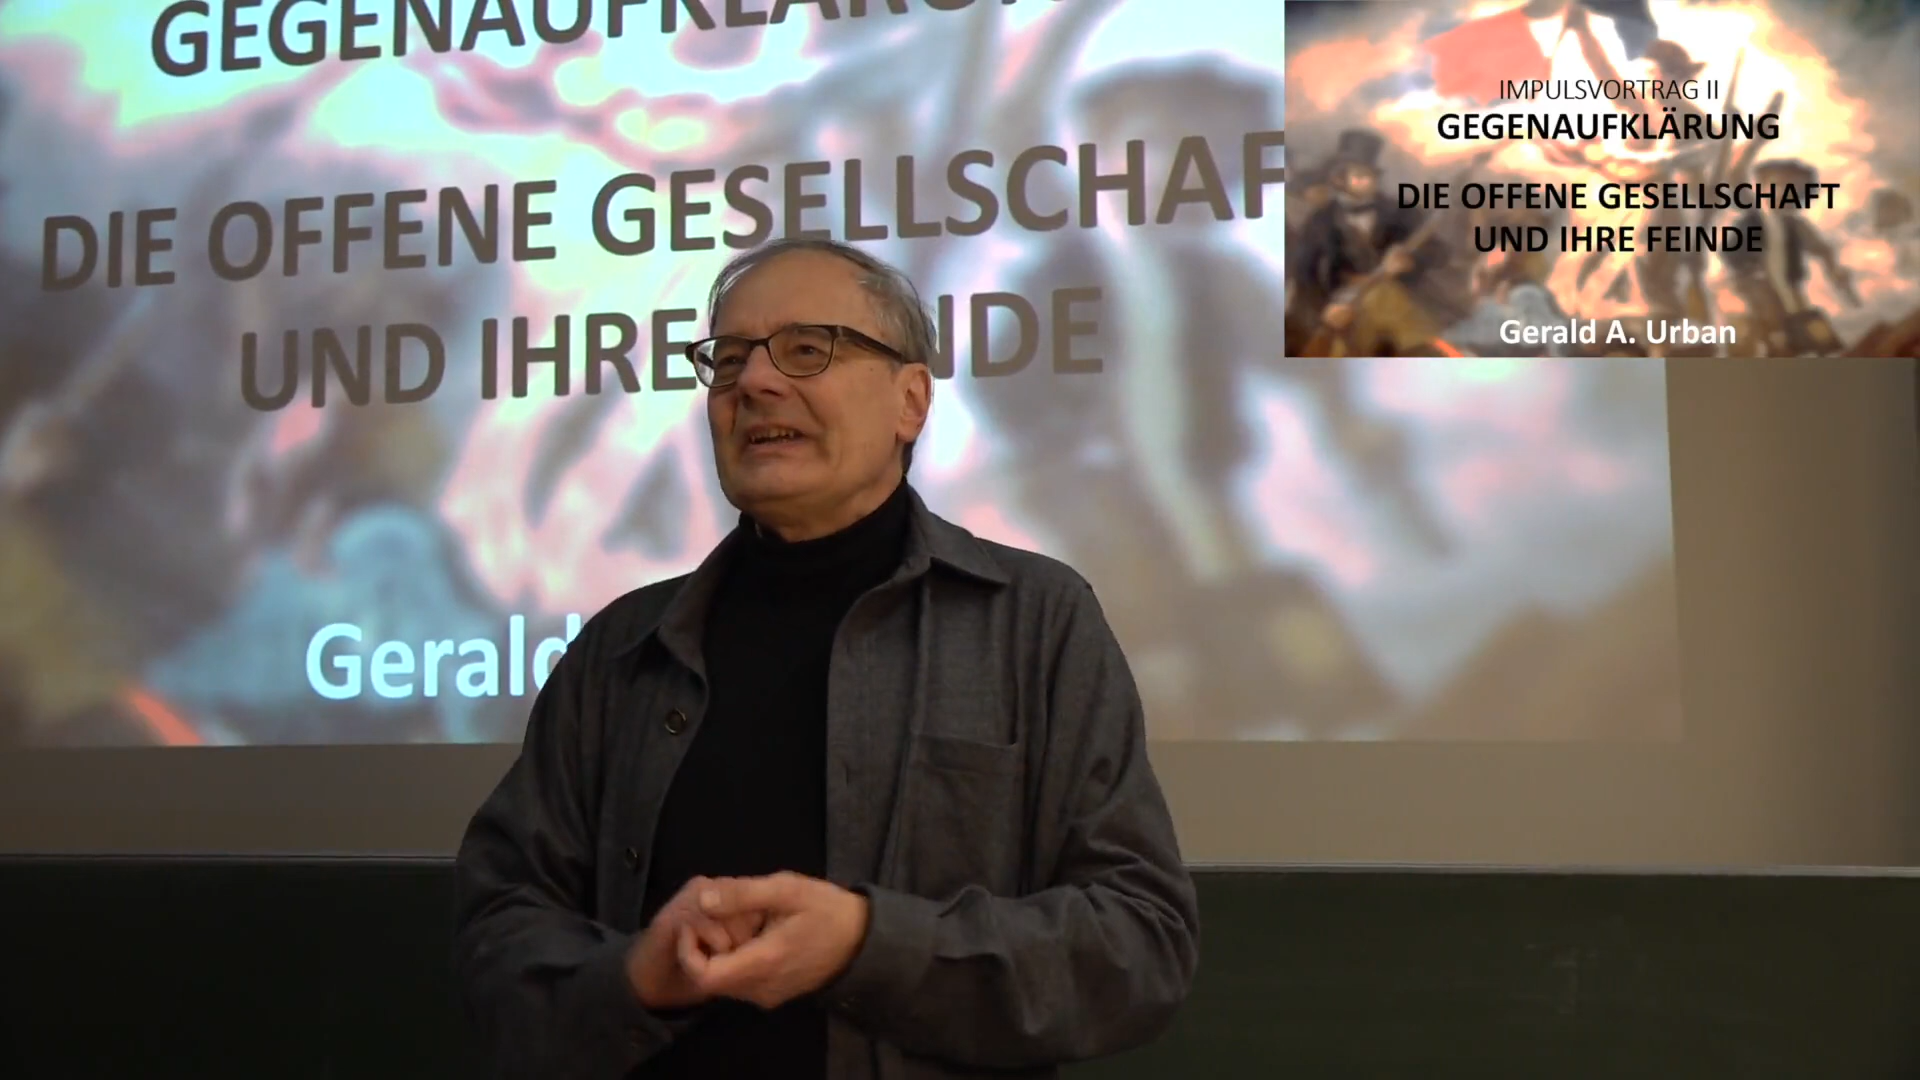 GEGENAUFKLÄRUNG
DIE OFFENE GESELLSCHAF
UND IHRE NDE
Gerald
IMPULSVORTRAG II
GEGENAUFKLÄRUNG
DIE OFFENE GESELLSCHAFT
UND IHRE FEINDE
Gerald A. Urban